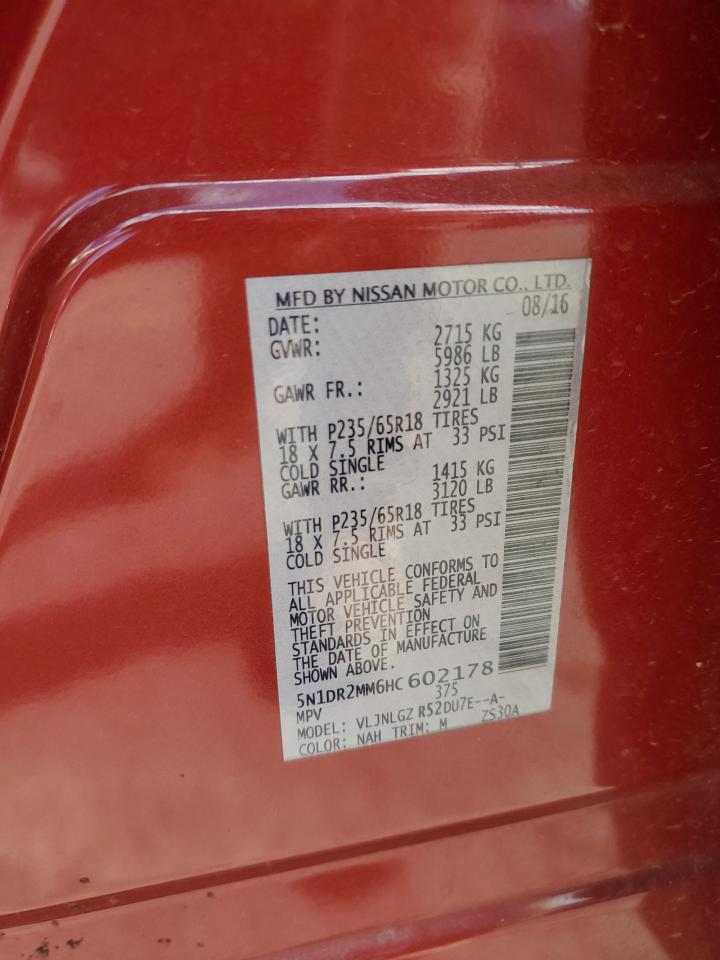 MFD BY NISSAN MOTOR CO., LTD.
DATE: 08/16
GVWR: 2715 KG
5986 LB
GAWR FR.: 1325 KG
2921 LB
WITH P235/65R18 TIRES
18 X 7.5 RIMS AT 33 PSI
COLD SINGLE
GAWR RR.: 1415 KG
3120 LB
WITH P235/65R18 TIRES
18 X 7.5 RIMS AT 33 PSI
COLD SINGLE
THIS VEHICLE CONFORMS TO
ALL APPLICABLE FEDERAL
MOTOR VEHICLE SAFETY AND
THEFT PREVENTION
STANDARDS IN EFFECT ON
THE DATE OF MANUFACTURE
SHOWN ABOVE.
5N1DR2MM6HC602178
MPV 375
MODEL: VLJNLGZ R52DU7E--A-
COLOR: NAH TRIM: M ZS30A